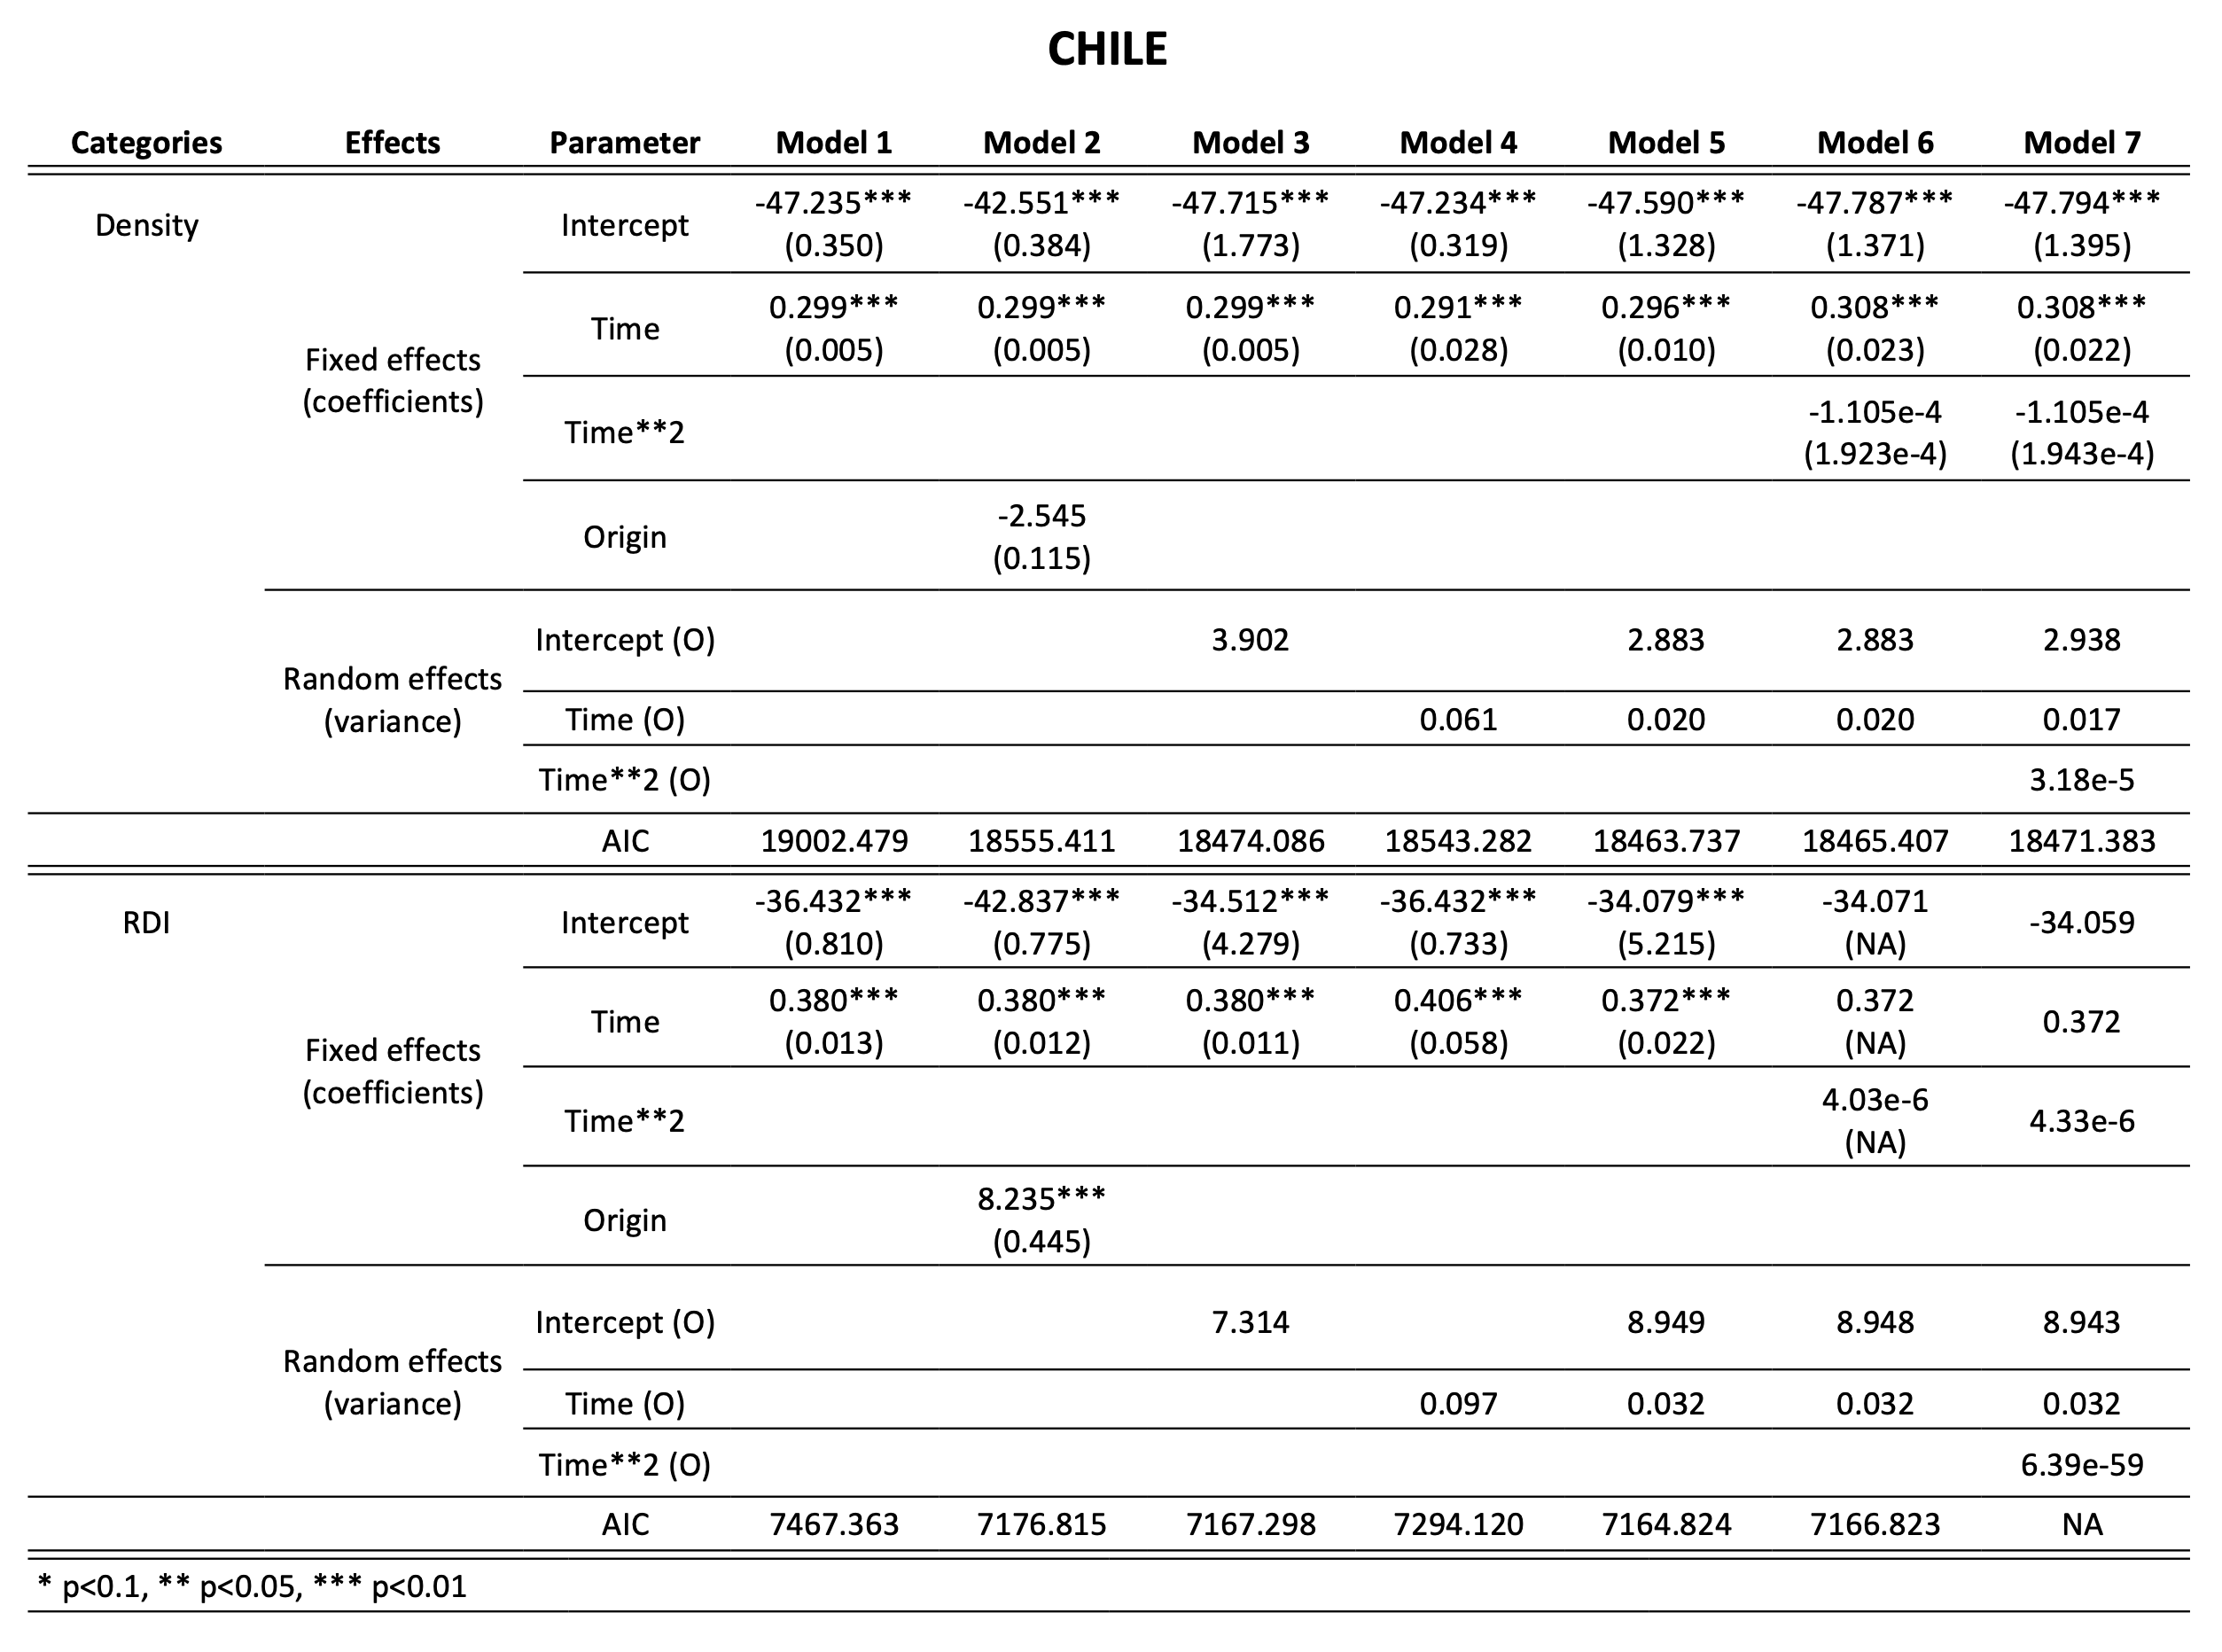 CHILE
Categories Effects Parameter Model 1 Model 2 Model 3 Model 4 Model 5 Model 6 Model 7
Density Fixed effects (coefficients) Intercept -47.235*** -42.551*** -47.715*** -47.234*** -47.590*** -47.787*** -47.794***
(0.350) (0.384) (1.773) (0.319) (1.328) (1.371) (1.395)
Time 0.299*** 0.299*** 0.299*** 0.291*** 0.296*** 0.308*** 0.308***
(0.005) (0.005) (0.005) (0.028) (0.010) (0.023) (0.022)
Time**2 -1.105e-4 -1.105e-4
(1.923e-4) (1.943e-4)
Origin -2.545
(0.115)
Random effects (variance) Intercept (O) 3.902 2.883 2.883 2.938
Time (O) 0.061 0.020 0.020 0.017
Time**2 (O) 3.18e-5
AIC 19002.479 18555.411 18474.086 18543.282 18463.737 18465.407 18471.383
RDI Fixed effects (coefficients) Intercept -36.432*** -42.837*** -34.512*** -36.432*** -34.079*** -34.071 -34.059
(0.810) (0.775) (4.279) (0.733) (5.215) (NA)
Time 0.380*** 0.380*** 0.380*** 0.406*** 0.372*** 0.372 0.372
(0.013) (0.012) (0.011) (0.058) (0.022) (NA)
Time**2 4.03e-6 4.33e-6
(NA)
Origin 8.235***
(0.445)
Random effects (variance) Intercept (O) 7.314 8.949 8.948 8.943
Time (O) 0.097 0.032 0.032 0.032
Time**2 (O) 6.39e-59
AIC 7467.363 7176.815 7167.298 7294.120 7164.824 7166.823 NA
* p<0.1, ** p<0.05, *** p<0.01